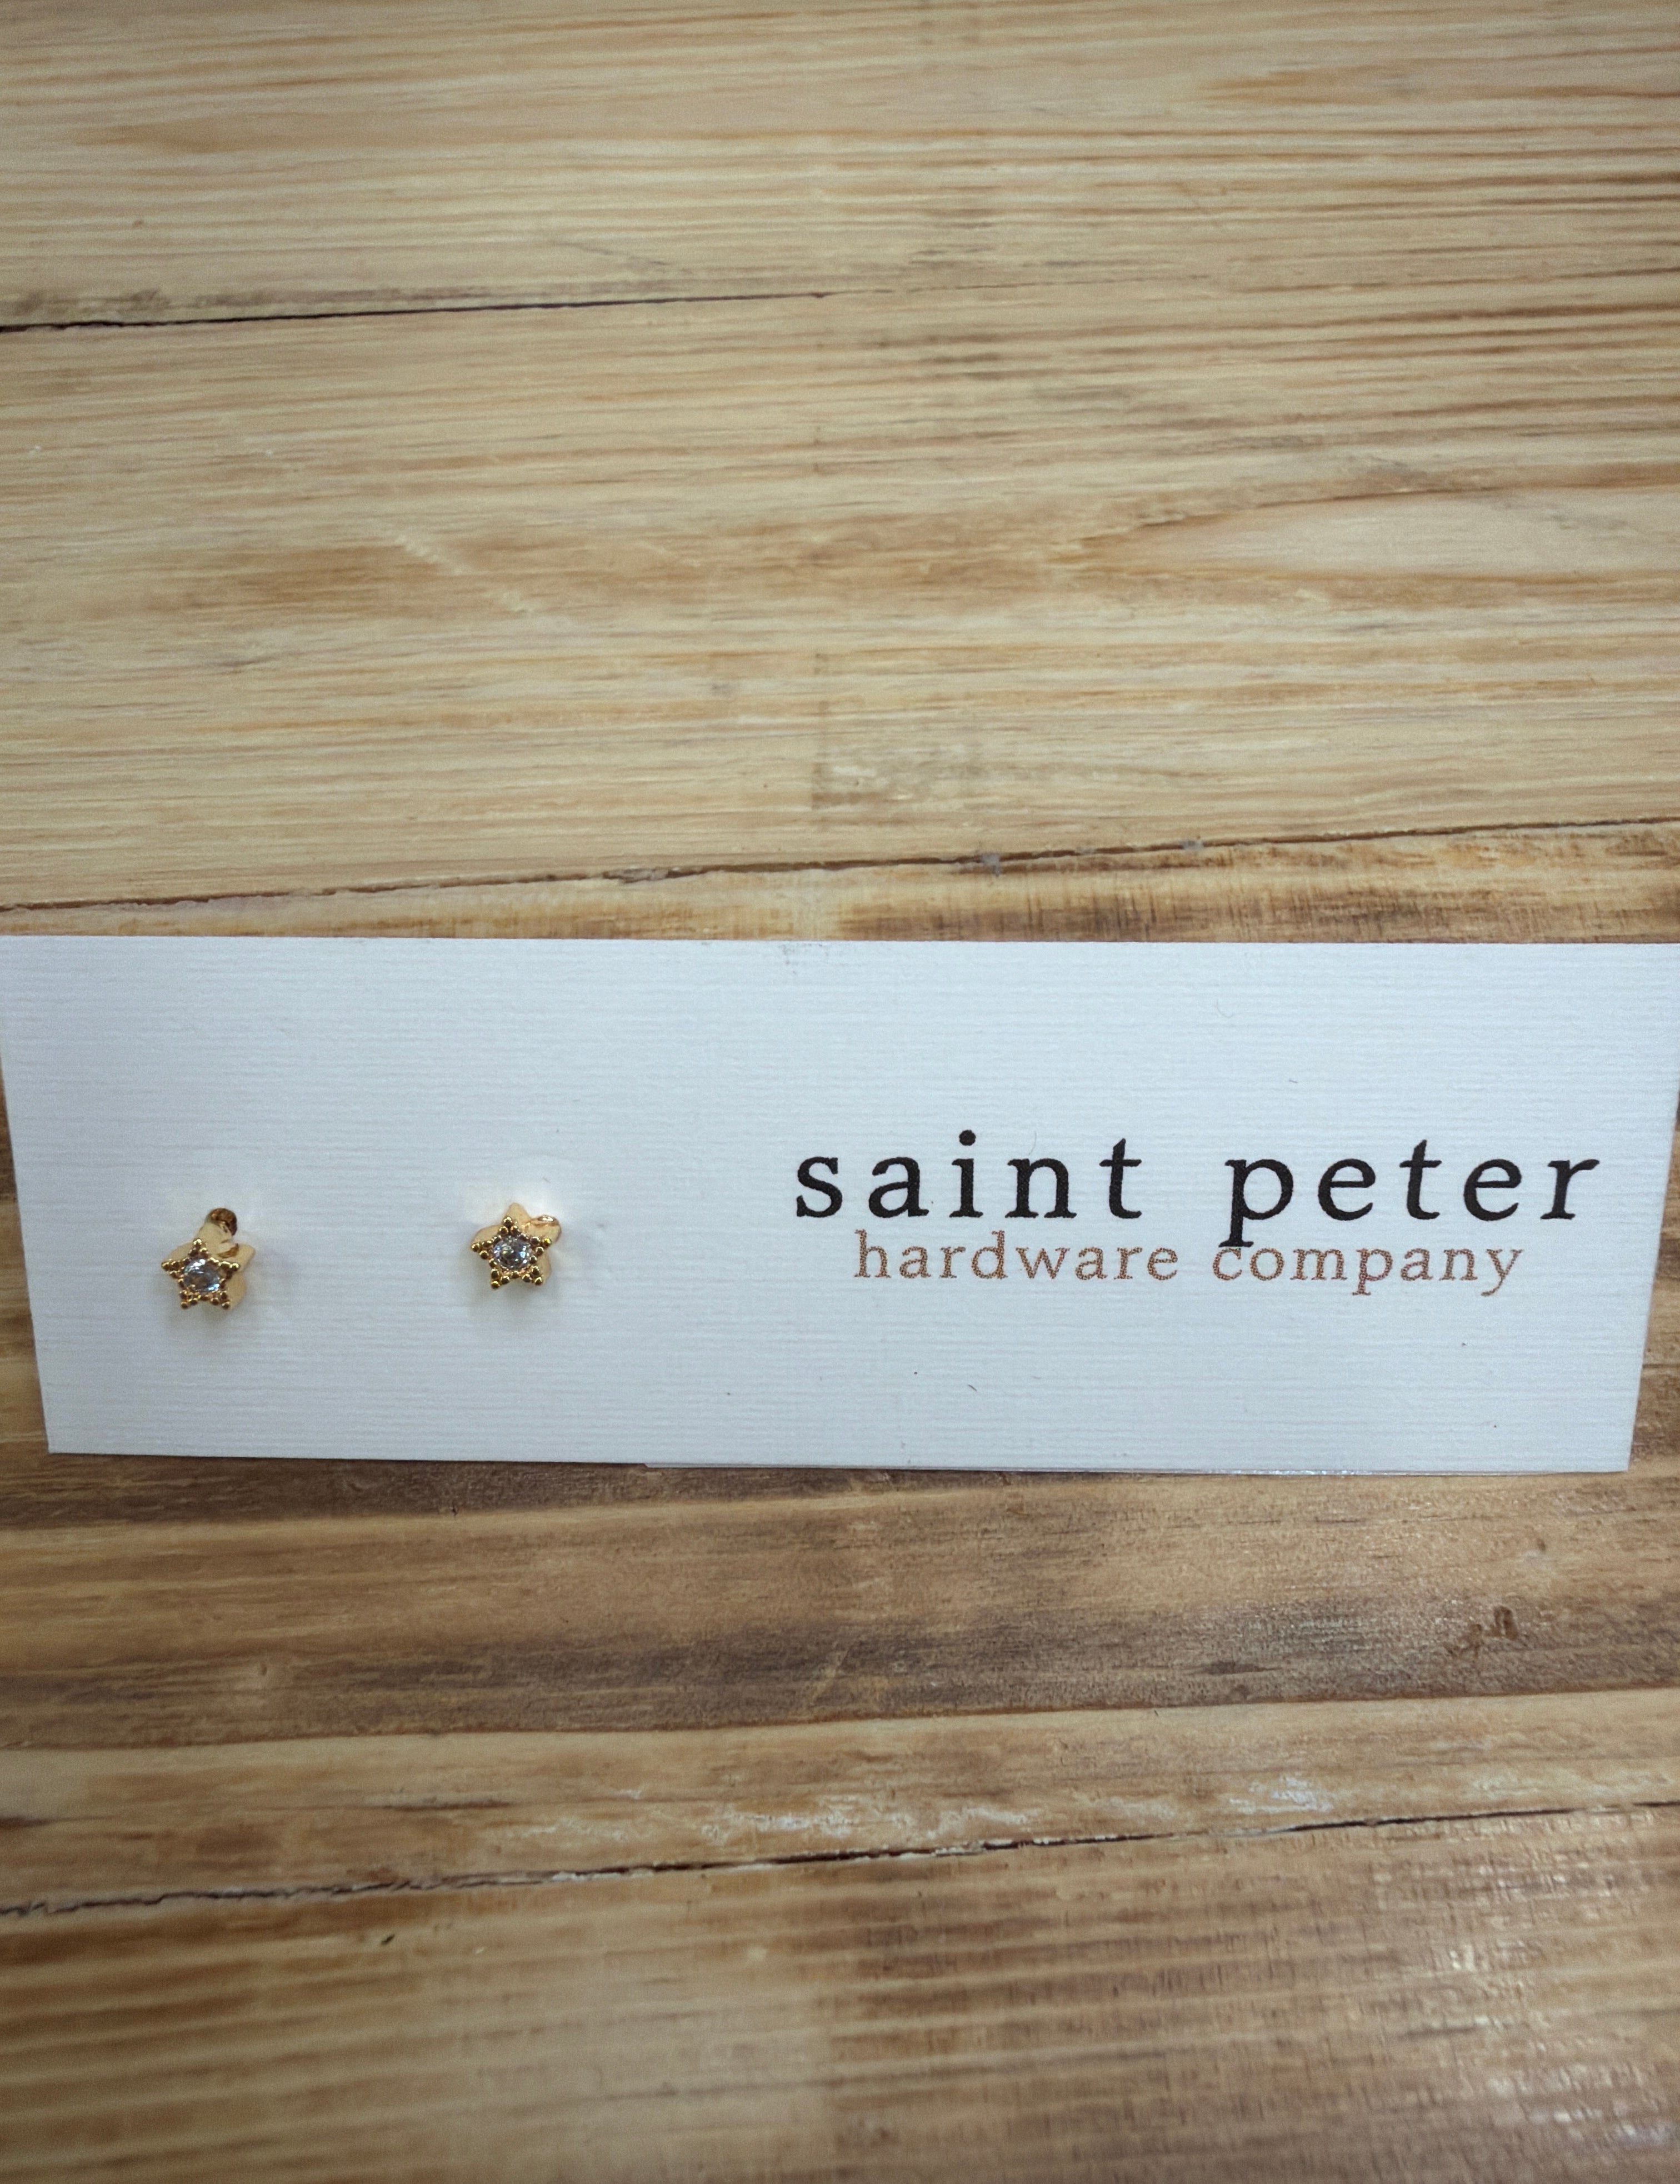 saint peter
hardware company